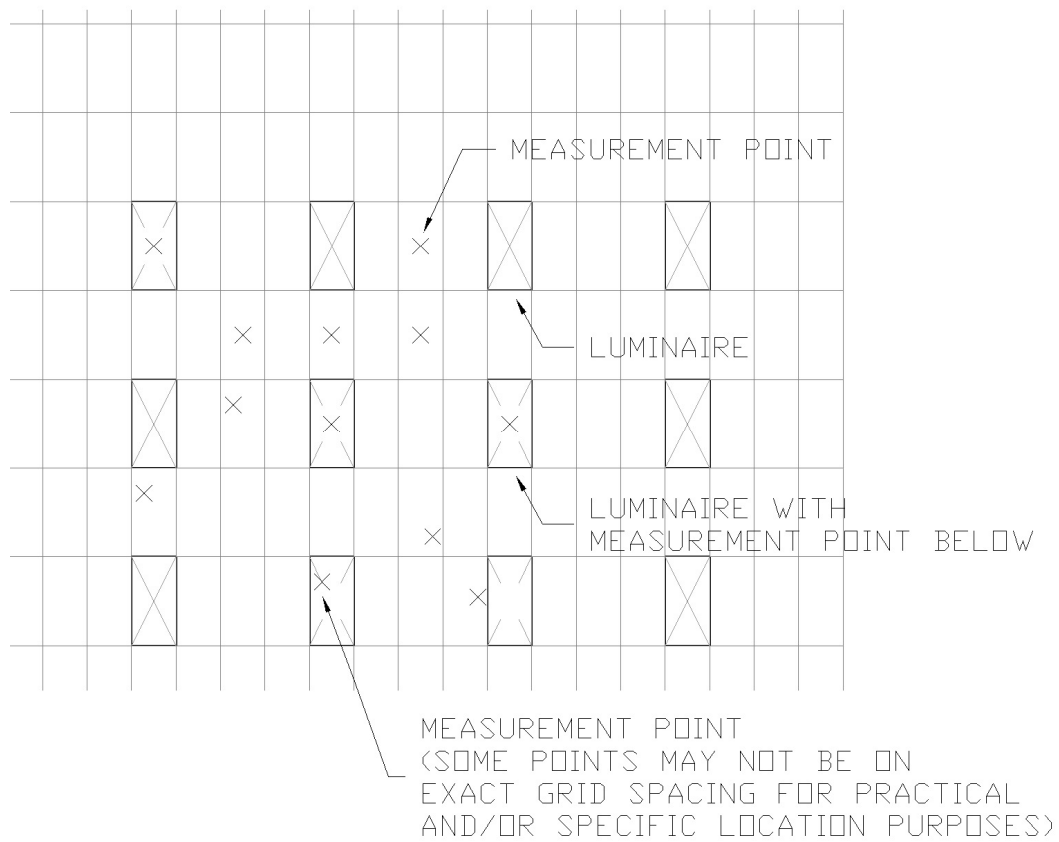 MEASUREMENT POINT
LUMINAIRE
LUMINAIRE WITH
MEASUREMENT POINT BELOW
MEASUREMENT POINT
(SOME POINTS MAY NOT BE ON
EXACT GRID SPACING FOR PRACTICAL
AND/OR SPECIFIC LOCATION PURPOSES)